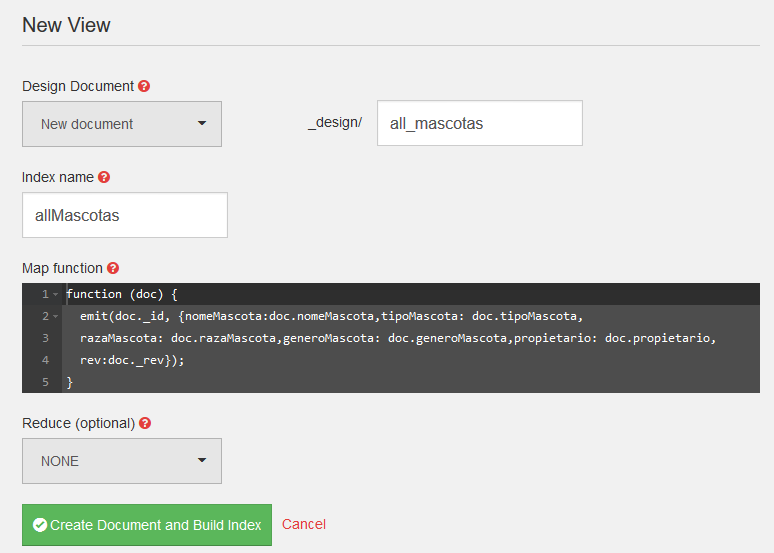 New View
Design Document ?
New document
_design/
all_mascotas
Index name ?
allMascotas
Map function ?
1 function (doc) {
2 emit(doc._id, {nomeMascota:doc.nomeMascota,tipoMascota: doc.tipoMascota,
3 razaMascota: doc.razaMascota,generoMascota: doc.generoMascota,propietario: doc.propietario,
4 rev:doc._rev});
5 }
Reduce (optional) ?
NONE
Create Document and Build Index
Cancel